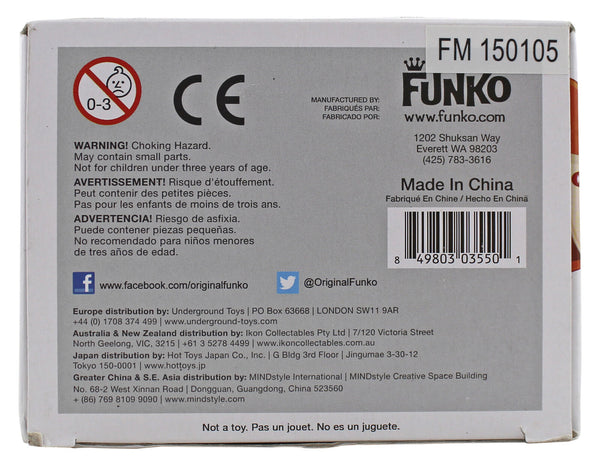 FM 150105
0-3
CE
MANUFACTURED BY:
FABRIQUÉS PAR:
FABRICADO POR:
FUNKO
www.funko.com
1202 Shuksan Way
Everett WA 98203
(425) 783-3616
WARNING! Choking Hazard.
May contain small parts.
Not for children under three years of age.
AVERTISSEMENT! Risque d'étouffement.
Peut contenir des petites pièces.
Pas pour les enfants de moins de trois ans.
ADVERTENCIA! Riesgo de asfixia.
Puede contener piezas pequeñas.
No recomendado para niños menores
de tres años de edad.
Made In China
Fabriqué En Chine / Hecho En China
8 49803 03550 1
f www.facebook.com/originalfunko
@OriginalFunko
Europe distribution by: Underground Toys | PO Box 63668 | LONDON SW11 9AR
+44 (0) 1708 374 499 | www.underground-toys.com
Australia & New Zealand distribution by: Ikon Collectables Pty Ltd | 7/120 Victoria Street
North Geelong, VIC, 3215 | +61 3 5278 4499 | www.ikoncollectables.com
Japan distribution by: Hot Toys Japan Co., Inc. | G Bldg 3rd Floor | Jingumae 3-30-12
Tokyo 150-0001 | www.hottoys.jp
Greater China & S.E. Asia distribution by: MINDstyle International | MINDstyle Creative Space Building
No. 68-2 West Xinnan Road | Dongguan, Guangdong, China 523560
+ (86) 769 8109 9090 | www.mindstyle.com
Not a toy. Pas un jouet. No es un juguete.